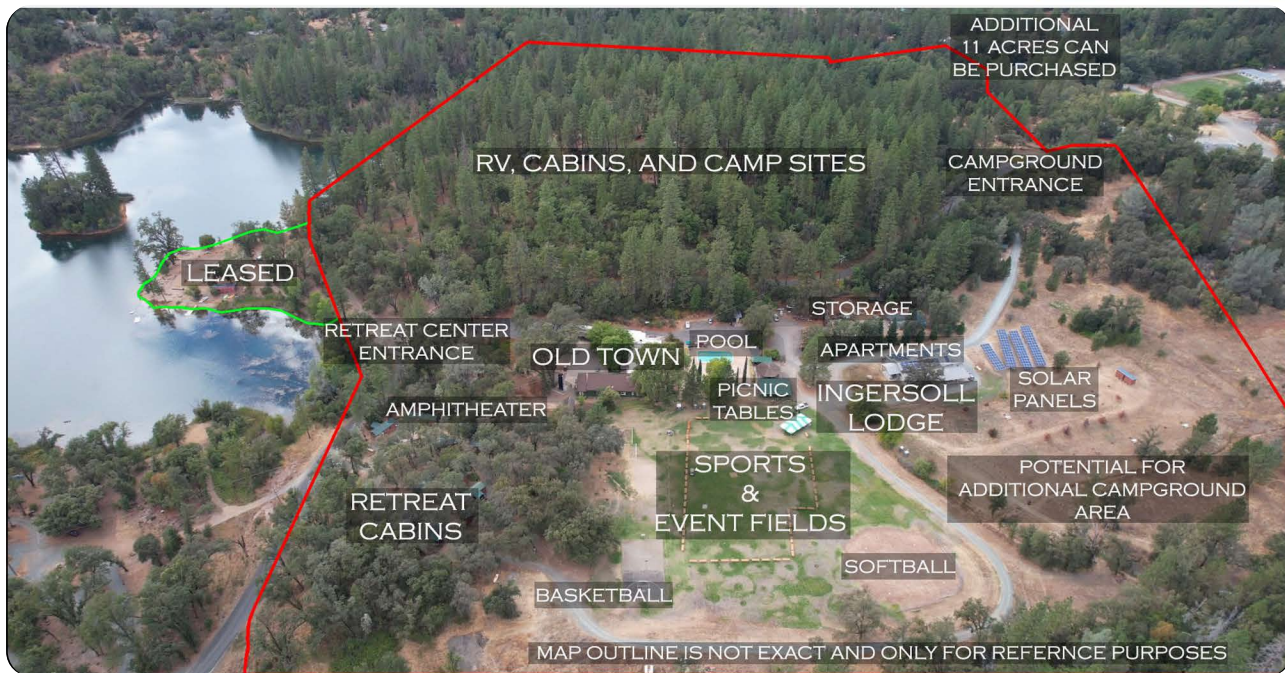 ADDITIONAL
11 ACRES CAN
BE PURCHASED
RV, CABINS, AND CAMP SITES
CAMPGROUND
ENTRANCE
LEASED
STORAGE
RETREAT CENTER
ENTRANCE
OLD TOWN
POOL
APARTMENTS
AMPHITHEATER
PICNIC
TABLES
INGERSOLL
LODGE
SOLAR
PANELS
SPORTS
&
EVENT FIELDS
POTENTIAL FOR
ADDITIONAL CAMPGROUND
AREA
RETREAT
CABINS
SOFTBALL
BASKETBALL
MAP OUTLINE IS NOT EXACT AND ONLY FOR REFERNCE PURPOSES